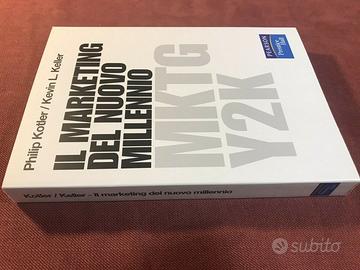 Philip Kotler / Kevin L. Keller
IL MARKETING
DEL NUOVO
MILLENNIO
MKTG
Y2K
PEARSON
Prentice
Hall
Kotler / Keller - Il marketing del nuovo millennio
subito